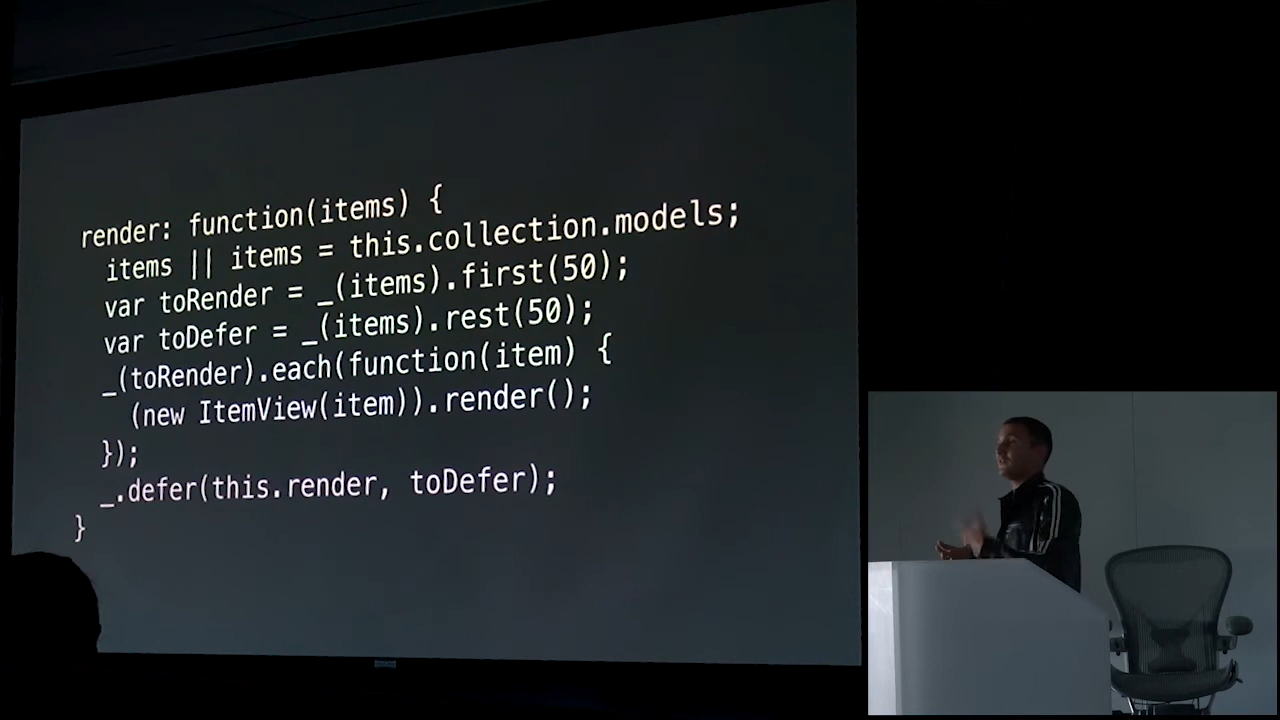 render: function(items) {
items || items = this.collection.models;
var toRender = _(items).first(50);
var toDefer = _(items).rest(50);
_(toRender).each(function(item) {
(new ItemView(item)).render();
});
_.defer(this.render, toDefer);
}